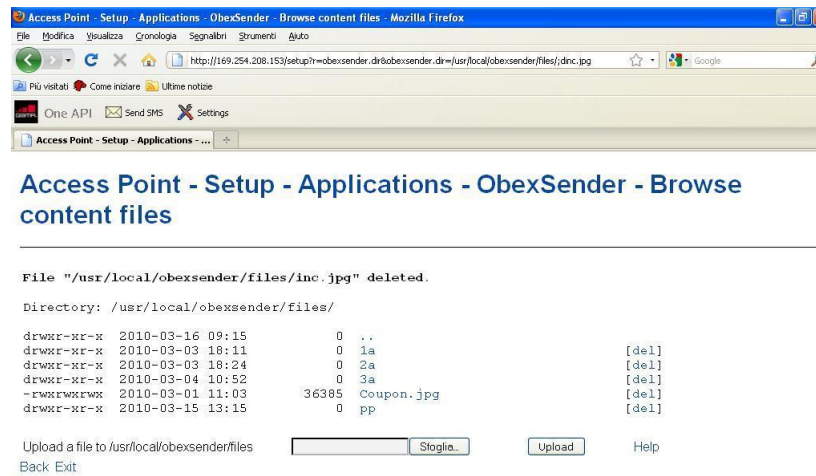 Access Point - Setup - Applications - ObexSender - Browse content files - Mozilla Firefox
File Modifica Visualizza Cronologia Segnalibri Strumenti Aiuto
http://169.254.208.153/setup?r=obexsender.dir&obexsender.dir=/usr/local/obexsender/files/;dinc.jpg Google
Più visitati Come iniziare Ultime notizie
One API Send SMS Settings
Access Point - Setup - Applications - ...
Access Point - Setup - Applications - ObexSender - Browse
content files
File "/usr/local/obexsender/files/inc.jpg" deleted.
Directory: /usr/local/obexsender/files/
drwxr-xr-x 2010-03-16 09:15 0 ..
drwxr-xr-x 2010-03-03 18:11 0 1a [del]
drwxr-xr-x 2010-03-03 18:24 0 2a [del]
drwxr-xr-x 2010-03-04 10:52 0 3a [del]
-rwxrwxrwx 2010-03-01 11:03 36385 Coupon.jpg [del]
drwxr-xr-x 2010-03-15 13:15 0 pp [del]
Upload a file to /usr/local/obexsender/files Sfoglia... Upload Help
Back Exit